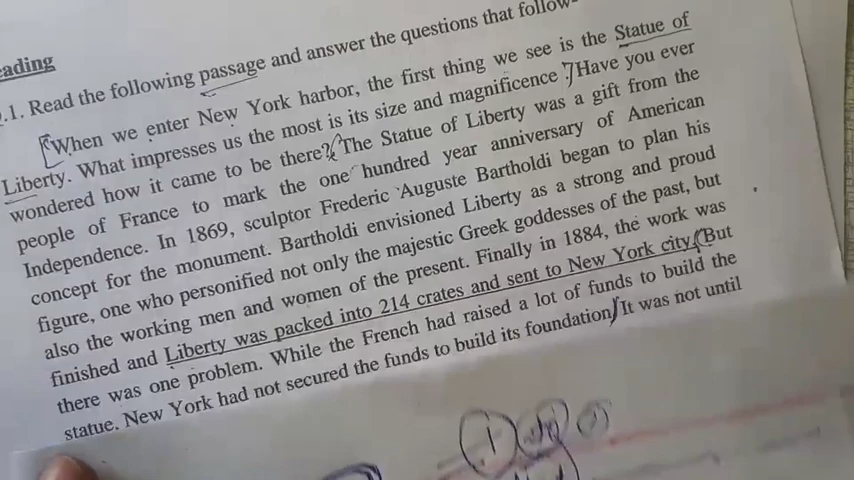 eading
.1. Read the following passage and answer the questions that follow-
When we enter New York harbor, the first thing we see is the Statue of
Liberty. What impresses us the most is its size and magnificence? Have you ever
wondered how it came to be there? The Statue of Liberty was a gift from the
people of France to mark the one hundred year anniversary of American
Independence. In 1869, sculptor Frederic Auguste Bartholdi began to plan his
concept for the monument. Bartholdi envisioned Liberty as a strong and proud
figure, one who personified not only the majestic Greek goddesses of the past, but
also the working men and women of the present. Finally in 1884, the work was
finished and Liberty was packed into 214 crates and sent to New York city. But
there was one problem. While the French had raised a lot of funds to build the
statue. New York had not secured the funds to build its foundation. It was not until